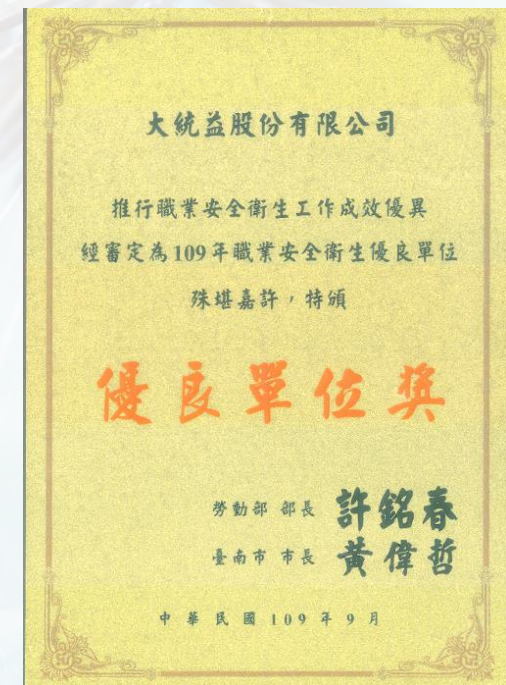 大統益股份有限公司
推行職業安全衛生工作成效優異
經審定為109年職業安全衛生優良單位
殊堪嘉許，特頒
優良單位獎
勞動部 部長 許銘春
臺南市 市長 黃偉哲
中華民國109年9月